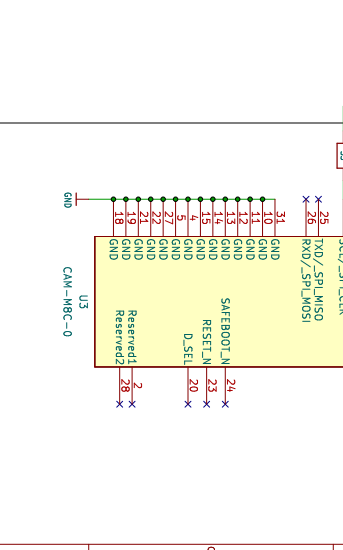 GND
18
19
21
22
27
5
4
15
14
13
12
11
10
31
26
25
GND
GND
GND
GND
GND
GND
GND
GND
GND
GND
GND
GND
GND
GND
RXD/_SPI_MOSI
TXD/_SPI_MISO
U3
CAM-M8C-0
Reserved2
Reserved1
D_SEL
RESET_N
SAFEBOOT_N
28
2
20
23
24